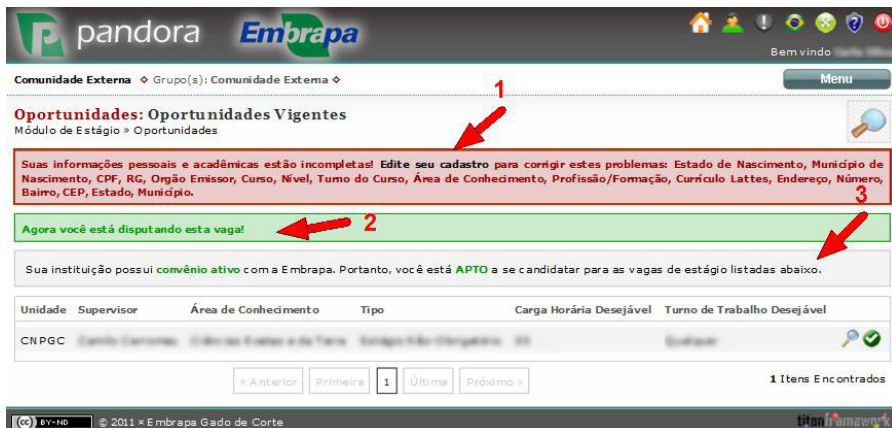 pandora Embrapa
Bem vindo
Comunidade Externa Grupo(s): Comunidade Externa
Menu
1
Oportunidades: Oportunidades Vigentes
Módulo de Estágio » Oportunidades
Suas informações pessoais e acadêmicas estão incompletas! Edite seu cadastro para corrigir estes problemas: Estado de Nascimento, Município de
Nascimento, CPF, RG, Orgão Emissor, Curso, Nível, Turno do Curso, Área de Conhecimento, Profissão/Formação, Currículo Lattes, Endereço, Número,
Bairro, CEP, Estado, Município.
3
Agora você está disputando esta vaga!
2
Sua instituição possui convênio ativo com a Embrapa. Portanto, você está APTO a se candidatar para as vagas de estágio listadas abaixo.
Unidade Supervisor Área de Conhecimento Tipo Carga Horária Desejável Turno de Trabalho Desejável
CNPGC
« Anterior Primeira 1 Última Próximo »
1 Itens Encontrados
(cc) BY-ND © 2011 ¤ Embrapa Gado de Corte
titanframework